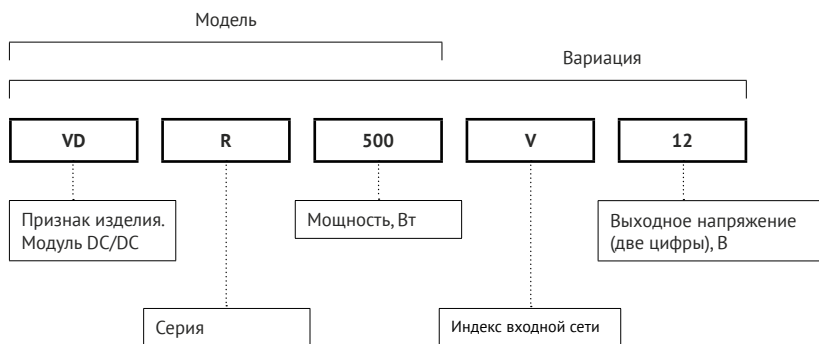 Модель
Вариация
VD
R
500
V
12
Признак изделия.
Модуль DC/DC
Мощность, Вт
Выходное напряжение
(две цифры), В
Серия
Индекс входной сети